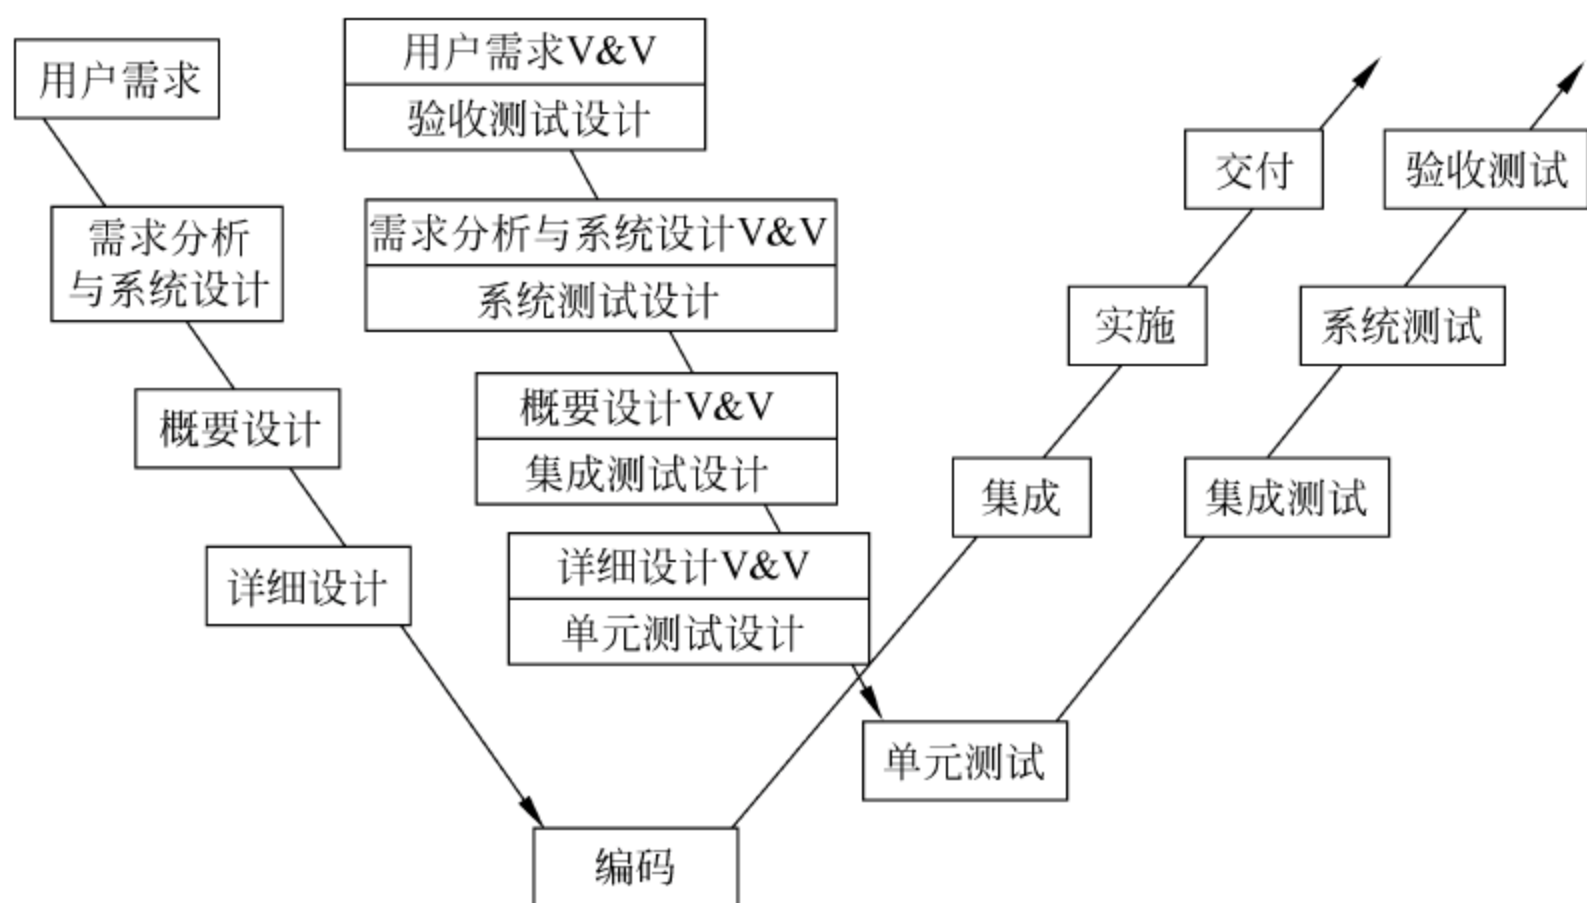 用户需求
需求分析
与系统设计
概要设计
详细设计
编码
用户需求V&V
验收测试设计
需求分析与系统设计V&V
系统测试设计
概要设计V&V
集成测试设计
详细设计V&V
单元测试设计
单元测试
交付
实施
集成
验收测试
系统测试
集成测试